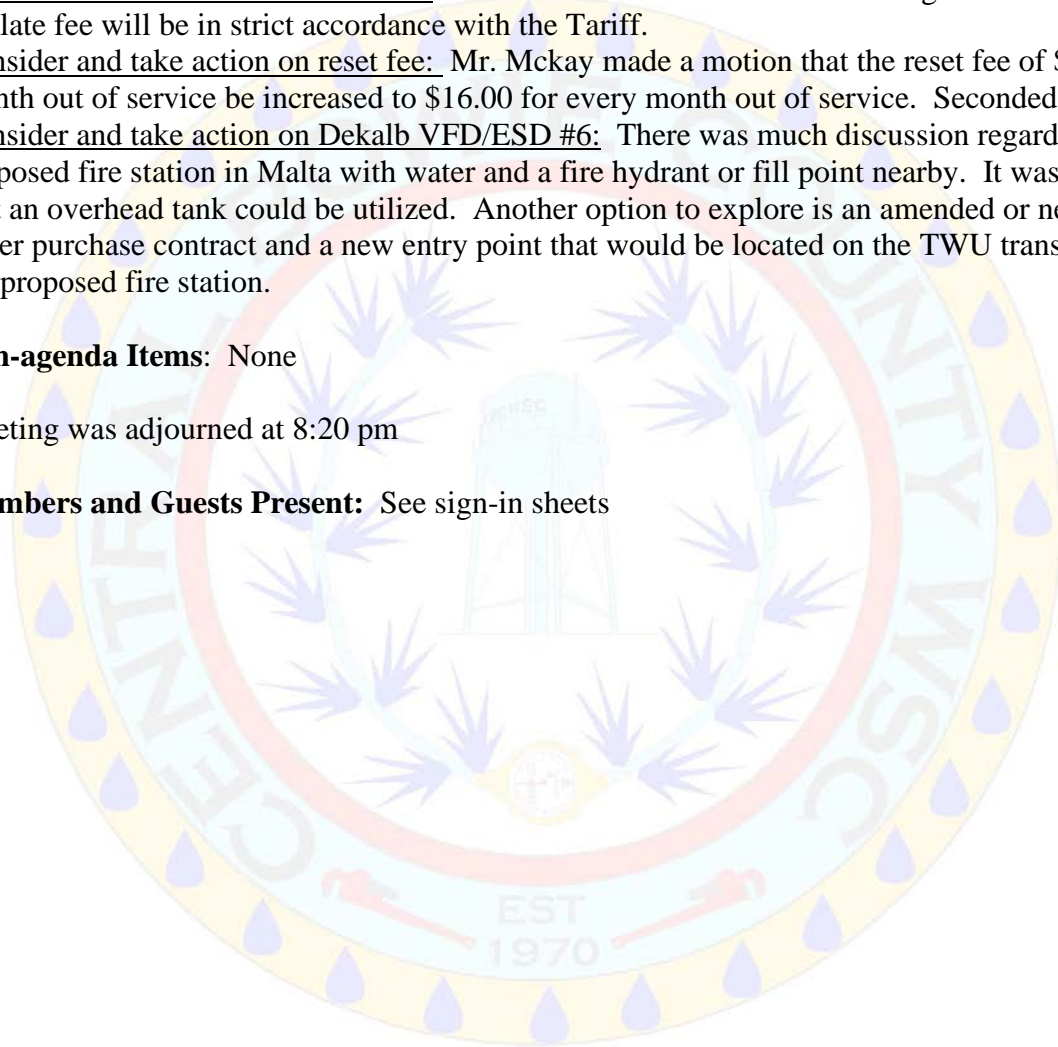 late fee will be in strict accordance with the Tariff.
nsider and take action on reset fee: Mr. Mckay made a motion that the reset fee of
nth out of service be increased to $16.00 for every month out of service. Seconded
nsider and take action on Dekalb VFD/ESD #6: There was much discussion regard
posed fire station in Malta with water and a fire hydrant or fill point nearby. It was
an overhead tank could be utilized. Another option to explore is an amended or ne
er purchase contract and a new entry point that would be located on the TWU trans
proposed fire station.
-agenda Items: None
eting was adjourned at 8:20 pm
mbers and Guests Present: See sign-in sheets
CENTRAL BOWIE COUNTY WSC
EST
1970